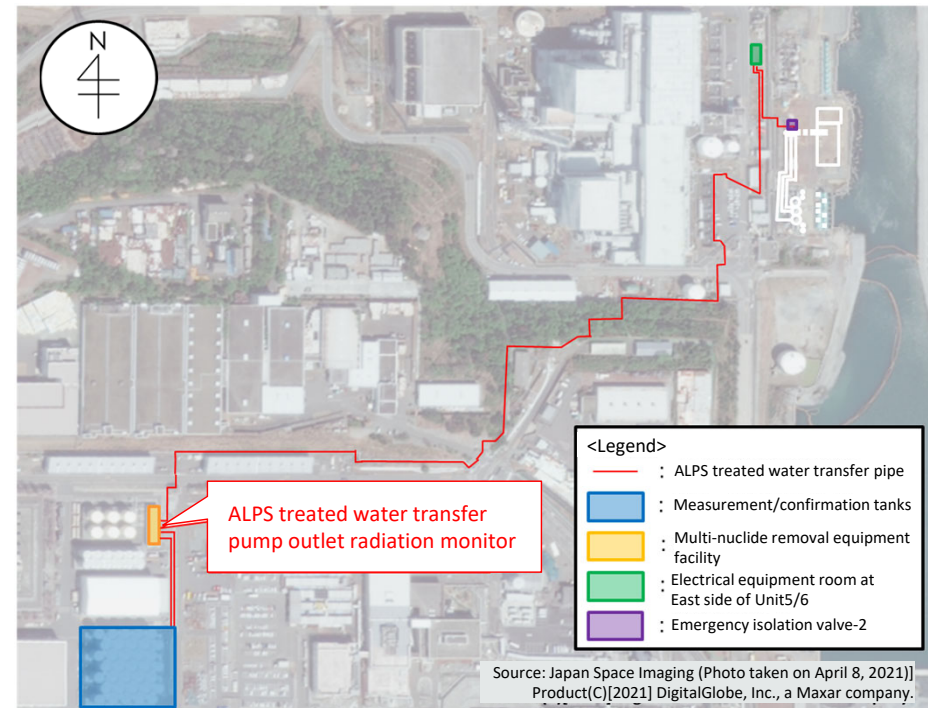 N
ALPS treated water transfer
pump outlet radiation monitor
<Legend>
: ALPS treated water transfer pipe
: Measurement/confirmation tanks
: Multi-nuclide removal equipment
facility
: Electrical equipment room at
East side of Unit5/6
: Emergency isolation valve-2
Source: Japan Space Imaging (Photo taken on April 8, 2021)]
Product(C)[2021] DigitalGlobe, Inc., a Maxar company.